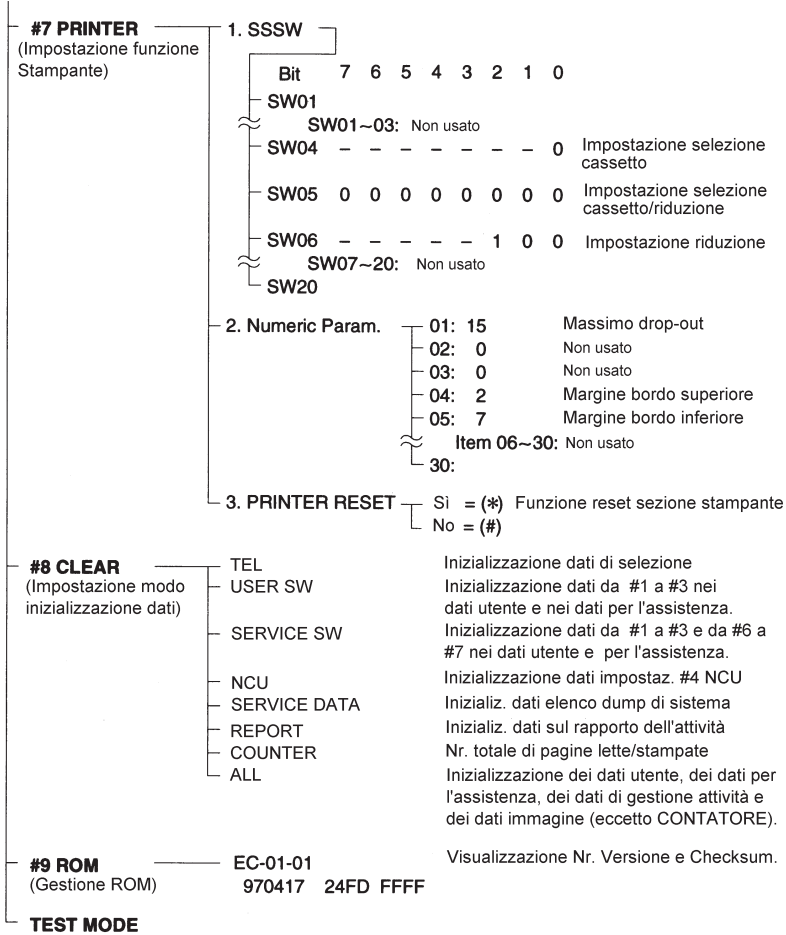 #7 PRINTER 1. SSSW
(Impostazione funzione
Stampante)
Bit 7 6 5 4 3 2 1 0
SW01
SW01~03: Non usato
SW04 – – – – – – – 0 Impostazione selezione
cassetto
SW05 0 0 0 0 0 0 0 0 Impostazione selezione
cassetto/riduzione
SW06 – – – – – 1 0 0 Impostazione riduzione
SW07~20: Non usato
SW20
2. Numeric Param. 01: 15 Massimo drop-out
02: 0 Non usato
03: 0 Non usato
04: 2 Margine bordo superiore
05: 7 Margine bordo inferiore
Item 06~30: Non usato
30:
3. PRINTER RESET Sì = (*) Funzione reset sezione stampante
No = (#)
#8 CLEAR TEL Inizializzazione dati di selezione
(Impostazione modo
inizializzazione dati)
USER SW Inizializzazione dati da #1 a #3 nei
dati utente e nei dati per l'assistenza.
SERVICE SW Inizializzazione dati da #1 a #3 e da #6 a
#7 nei dati utente e per l'assistenza.
NCU Inizializzazione dati impostaz. #4 NCU
SERVICE DATA Inizializ. dati elenco dump di sistema
REPORT Inizializ. dati sul rapporto dell'attività
COUNTER Nr. totale di pagine lette/stampate
ALL Inizializzazione dei dati utente, dei dati per
l'assistenza, dei dati di gestione attività e
dei dati immagine (eccetto CONTATORE).
#9 ROM EC-01-01 Visualizzazione Nr. Versione e Checksum.
(Gestione ROM) 970417 24FD FFFF
TEST MODE